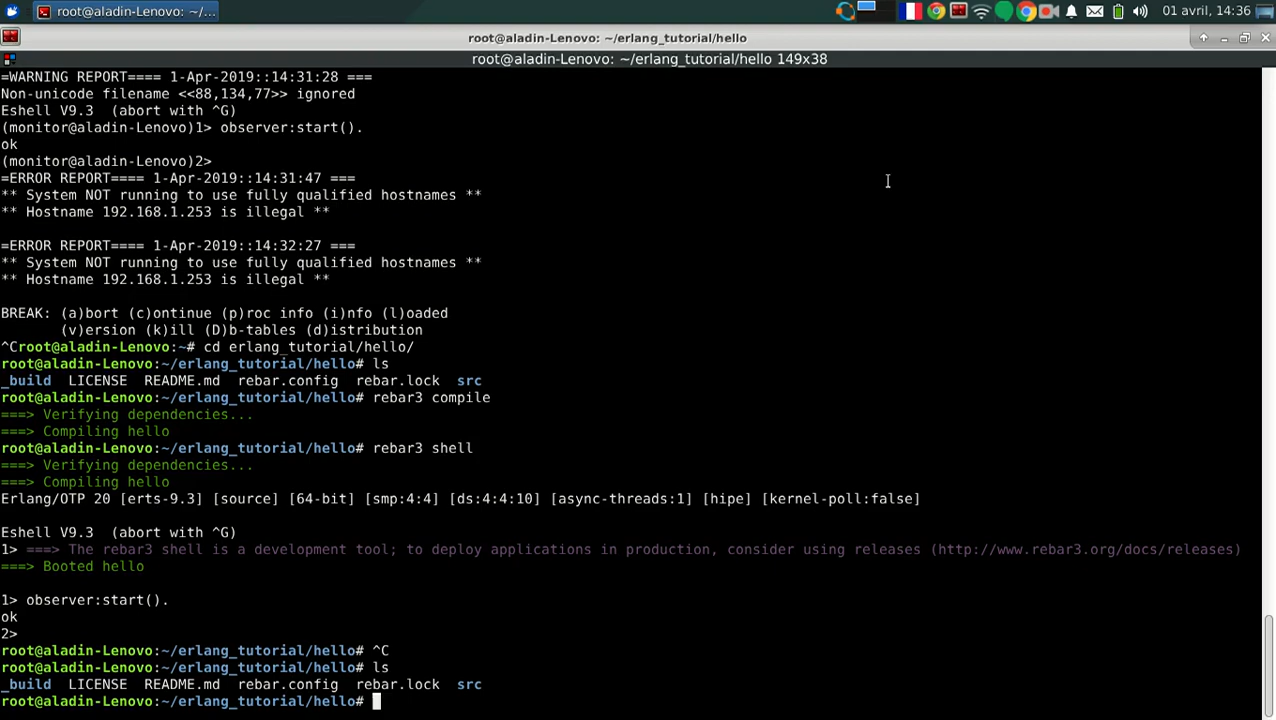 root@aladin-Lenovo: ~/...
01 avril, 14:36
root@aladin-Lenovo: ~/erlang_tutorial/hello
root@aladin-Lenovo: ~/erlang_tutorial/hello 149x38
=WARNING REPORT==== 1-Apr-2019::14:31:28 ===
Non-unicode filename <<88,134,77>> ignored
Eshell V9.3  (abort with ^G)
(monitor@aladin-Lenovo)1> observer:start().
ok
(monitor@aladin-Lenovo)2>
=ERROR REPORT==== 1-Apr-2019::14:31:47 ===
** System NOT running to use fully qualified hostnames **
** Hostname 192.168.1.253 is illegal **
=ERROR REPORT==== 1-Apr-2019::14:32:27 ===
** System NOT running to use fully qualified hostnames **
** Hostname 192.168.1.253 is illegal **
BREAK: (a)bort (c)ontinue (p)roc info (i)nfo (l)oaded
       (v)ersion (k)ill (D)b-tables (d)istribution
^Croot@aladin-Lenovo:~# cd erlang_tutorial/hello/
root@aladin-Lenovo:~/erlang_tutorial/hello# ls
_build  LICENSE  README.md  rebar.config  rebar.lock  src
root@aladin-Lenovo:~/erlang_tutorial/hello# rebar3 compile
===> Verifying dependencies...
===> Compiling hello
root@aladin-Lenovo:~/erlang_tutorial/hello# rebar3 shell
===> Verifying dependencies...
===> Compiling hello
Erlang/OTP 20 [erts-9.3] [source] [64-bit] [smp:4:4] [ds:4:4:10] [async-threads:1] [hipe] [kernel-poll:false]
Eshell V9.3  (abort with ^G)
1> ===> The rebar3 shell is a development tool; to deploy applications in production, consider using releases (http://www.rebar3.org/docs/releases)
===> Booted hello
1> observer:start().
ok
2>
root@aladin-Lenovo:~/erlang_tutorial/hello# ^C
root@aladin-Lenovo:~/erlang_tutorial/hello# ls
_build  LICENSE  README.md  rebar.config  rebar.lock  src
root@aladin-Lenovo:~/erlang_tutorial/hello#